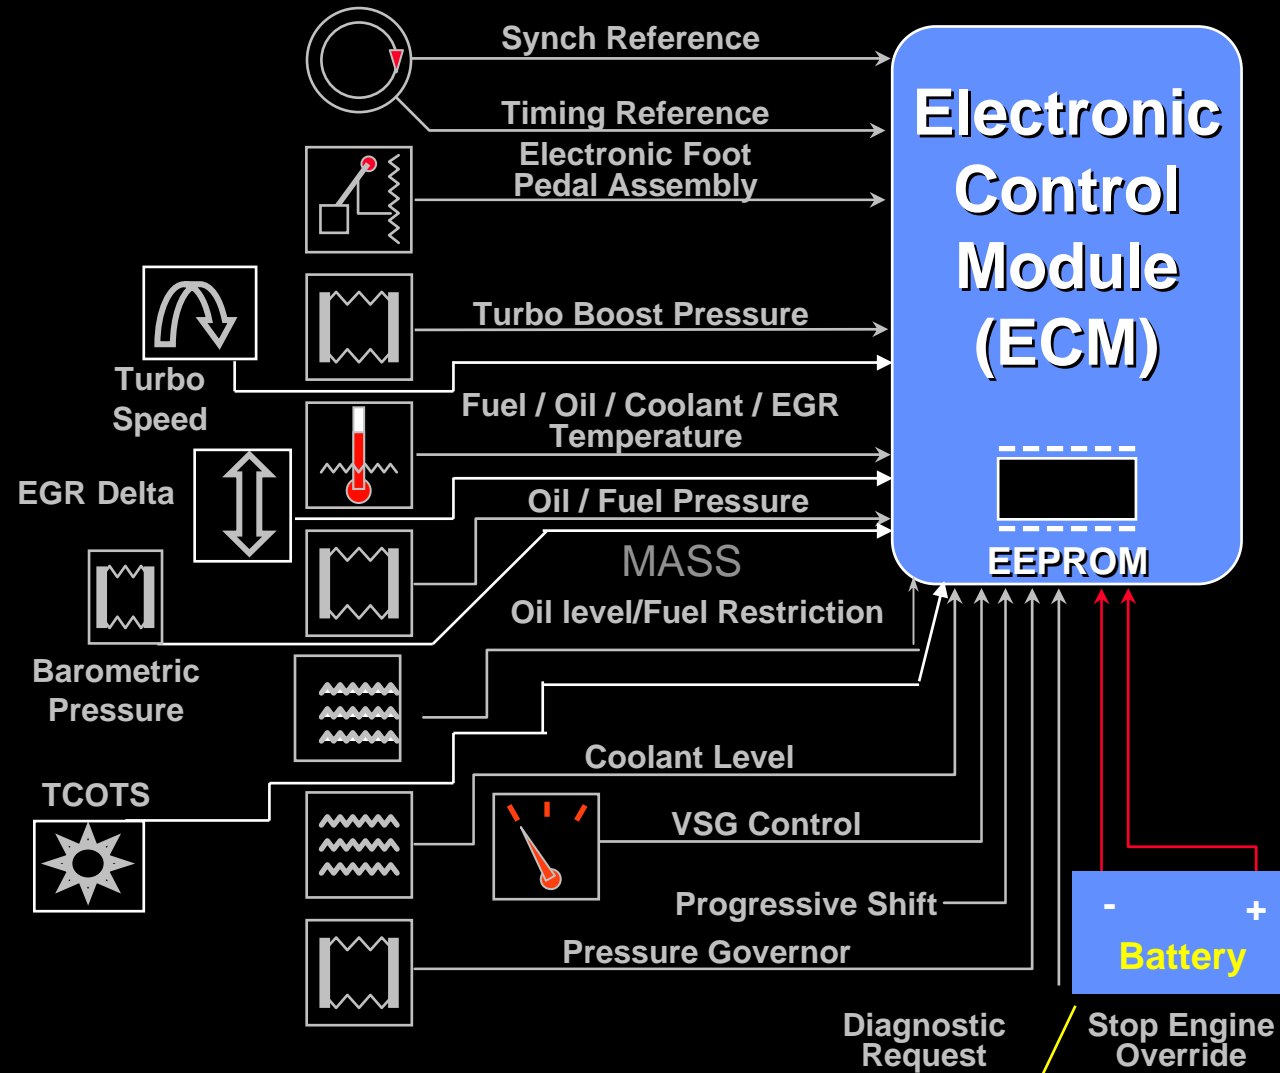 Synch Reference
Timing Reference
Electronic Foot
Pedal Assembly
Turbo Boost Pressure
Turbo
Speed
Fuel / Oil / Coolant / EGR
Temperature
EGR Delta
Oil / Fuel Pressure
MASS
Oil level/Fuel Restriction
Barometric
Pressure
Coolant Level
TCOTS
VSG Control
Progressive Shift
Pressure Governor
Diagnostic
Request
/
Stop Engine
Override
Electronic
Control
Module
(ECM)
EEPROM
- +
Battery